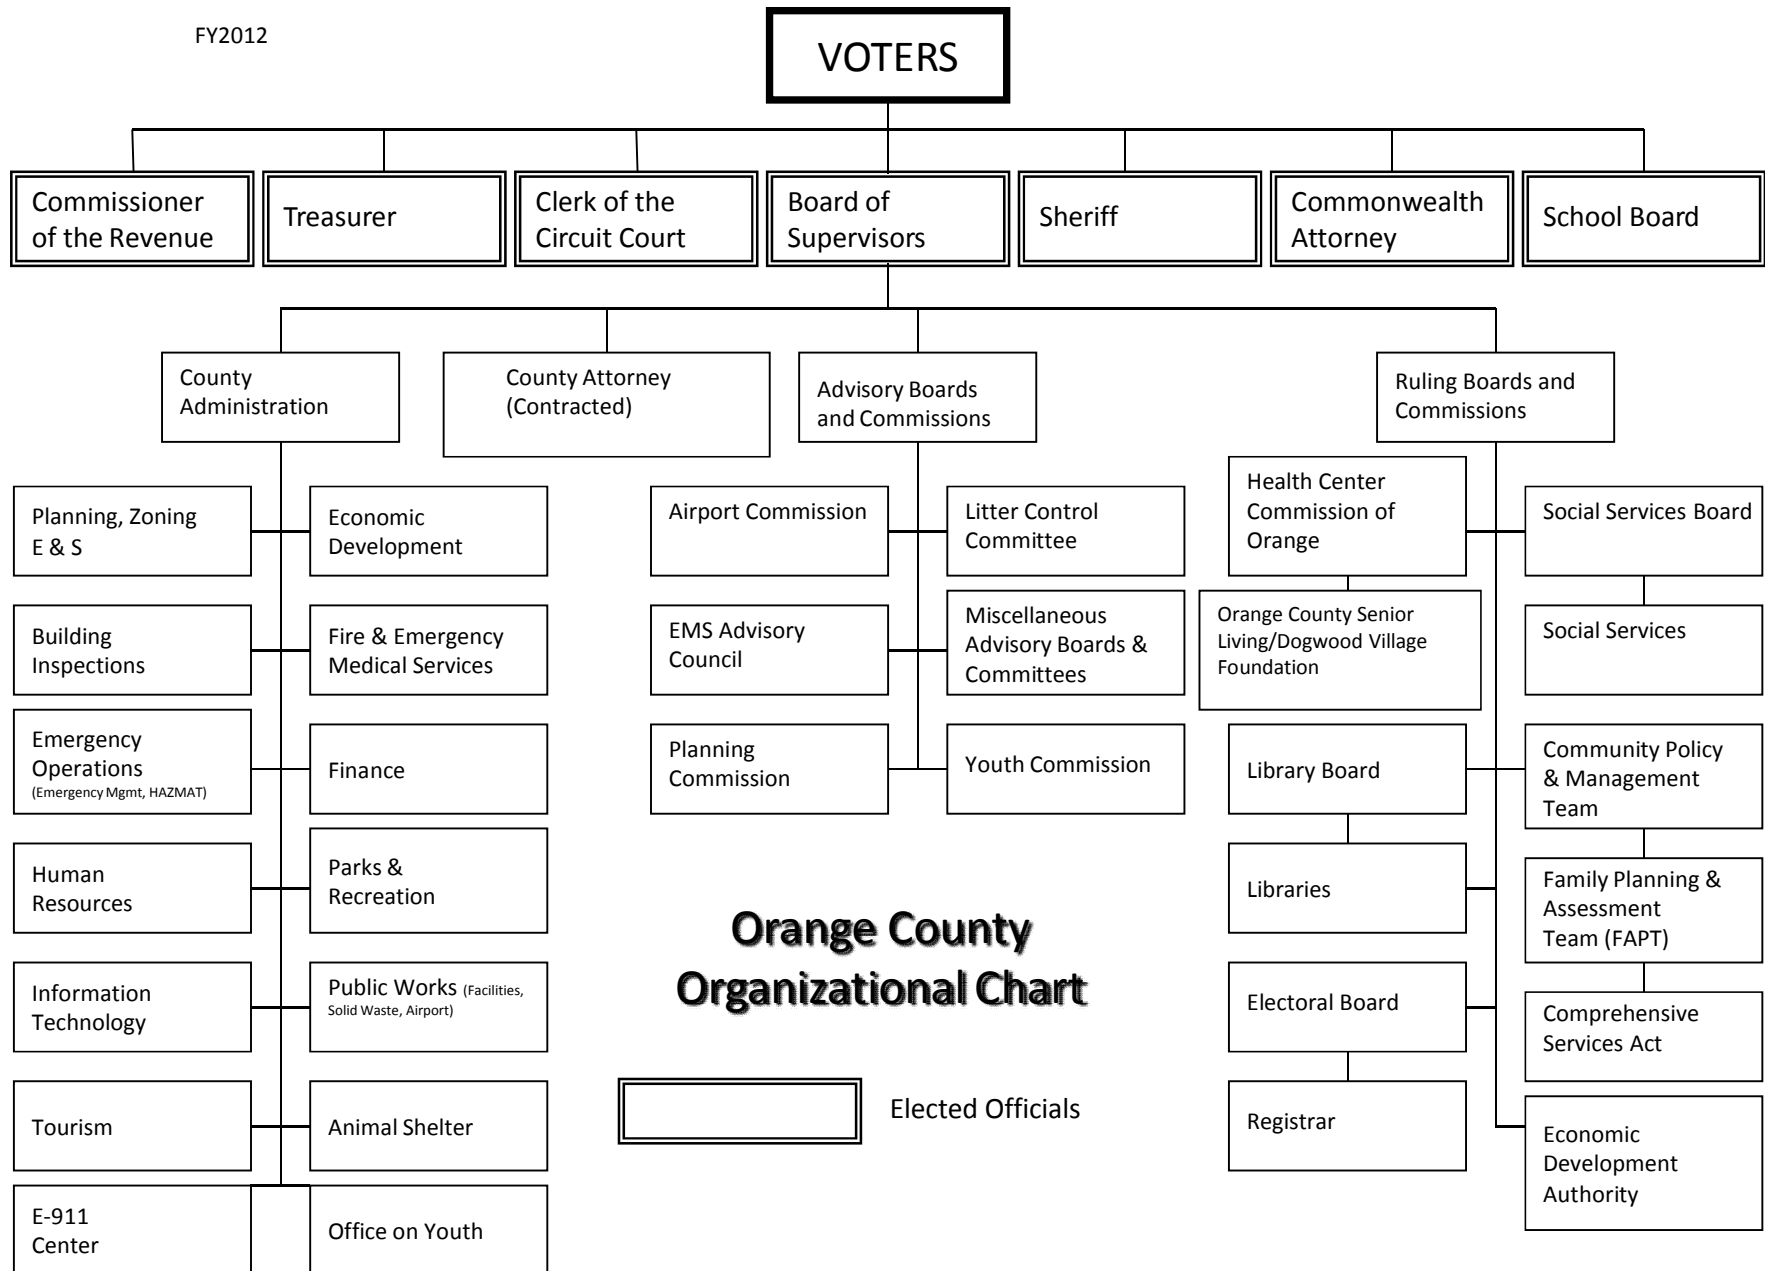 FY2012
VOTERS
Commissioner
of the Revenue
Treasurer
Clerk of the
Circuit Court
Board of
Supervisors
Sheriff
Commonwealth
Attorney
School Board
County
Administration
County Attorney
(Contracted)
Advisory Boards
and Commissions
Ruling Boards and
Commissions
Planning, Zoning
E & S
Economic
Development
Building
Inspections
Fire & Emergency
Medical Services
Emergency
Operations
(Emergency Mgmt, HAZMAT)
Finance
Human
Resources
Parks &
Recreation
Information
Technology
Public Works (Facilities,
Solid Waste, Airport)
Tourism
Animal Shelter
E-911
Center
Office on Youth
Airport Commission
Litter Control
Committee
EMS Advisory
Council
Miscellaneous
Advisory Boards &
Committees
Planning
Commission
Youth Commission
Health Center
Commission of
Orange
Social Services Board
Orange County Senior
Living/Dogwood Village
Foundation
Social Services
Library Board
Community Policy
& Management
Team
Libraries
Family Planning &
Assessment
Team (FAPT)
Electoral Board
Comprehensive
Services Act
Registrar
Economic
Development
Authority
Orange County
Organizational Chart
Elected Officials